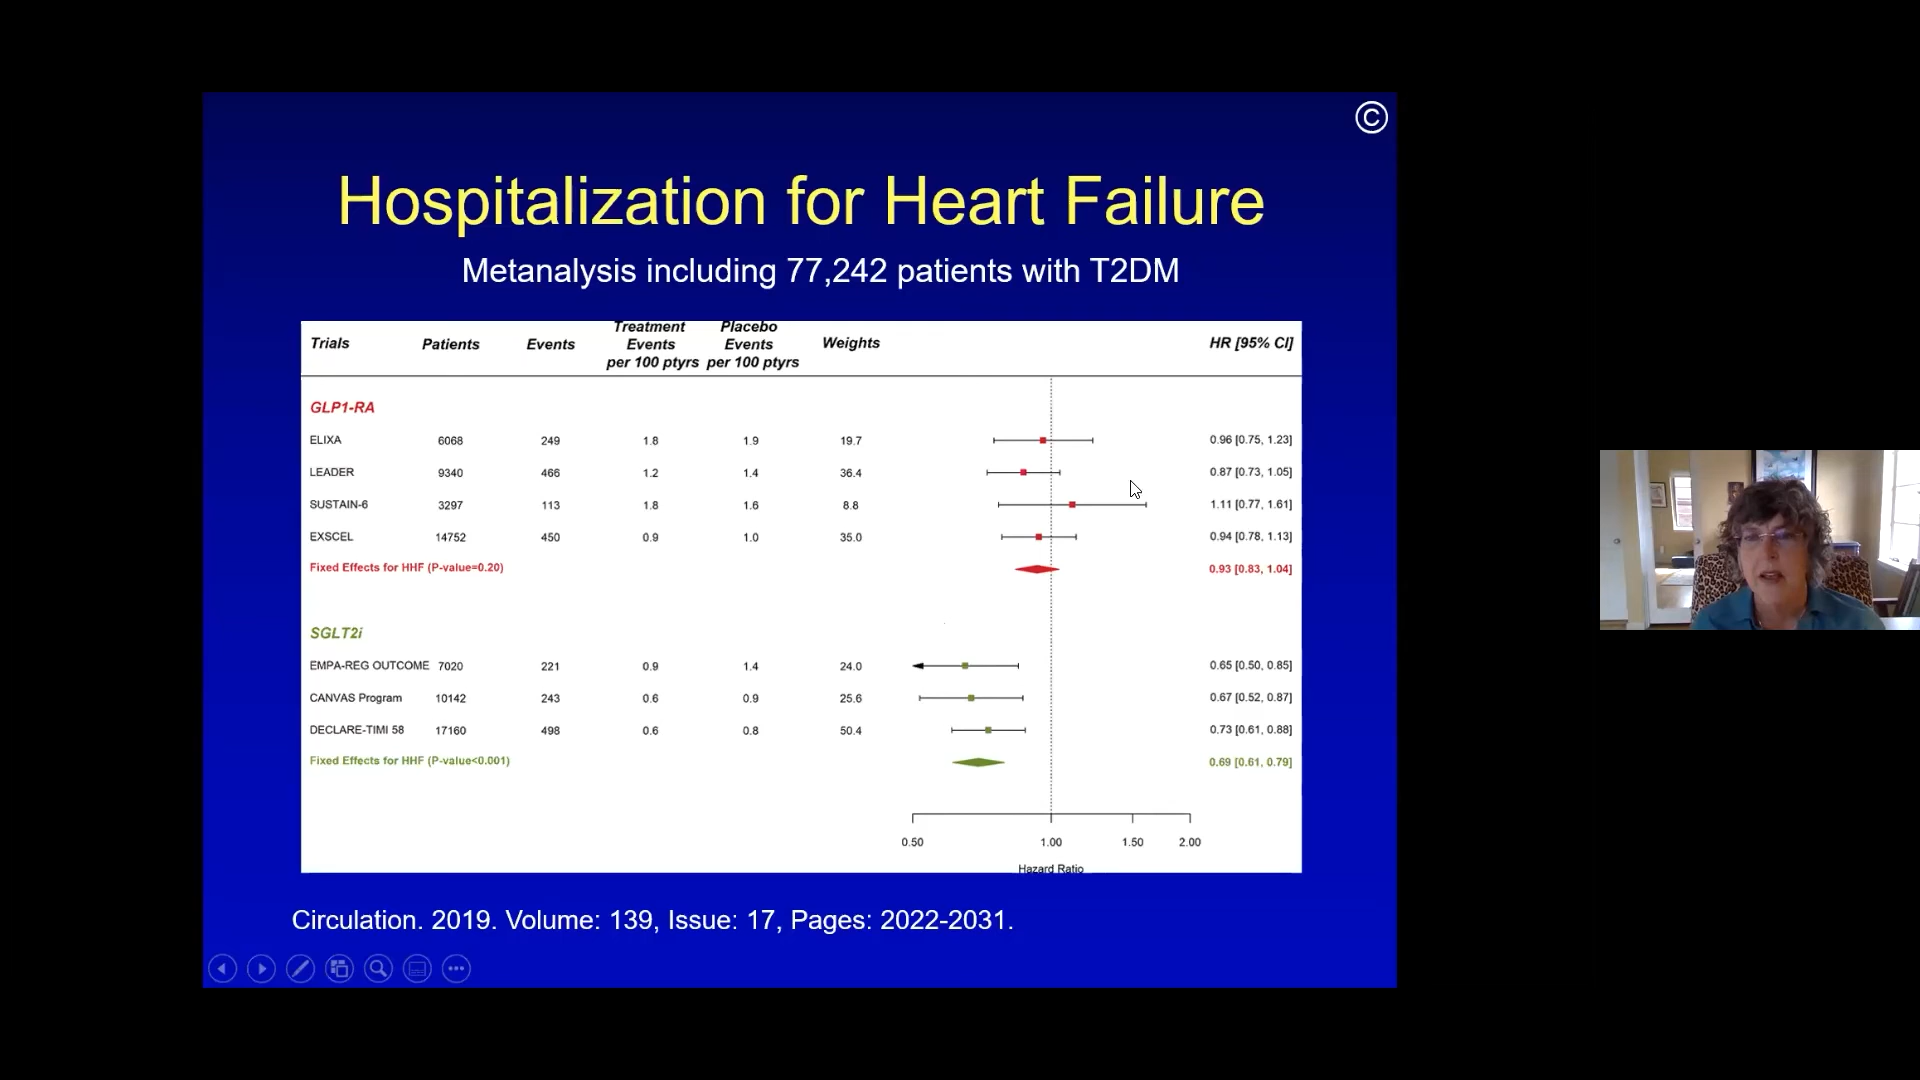 ©
Hospitalization for Heart Failure
Metanalysis including 77,242 patients with T2DM
Trials Patients Events Treatment Events per 100 ptyrs Placebo Events per 100 ptyrs Weights HR [95% CI]
GLP1-RA
ELIXA 6068 249 1.8 1.9 19.7 0.96 [0.75, 1.23]
LEADER 9340 466 1.2 1.4 36.4 0.87 [0.73, 1.05]
SUSTAIN-6 3297 113 1.8 1.6 8.8 1.11 [0.77, 1.61]
EXSCEL 14752 450 0.9 1.0 35.0 0.94 [0.78, 1.13]
Fixed Effects for HHF (P-value=0.20) 0.93 [0.83, 1.04]
SGLT2i
EMPA-REG OUTCOME 7020 221 0.9 1.4 24.0 0.65 [0.50, 0.85]
CANVAS Program 10142 243 0.6 0.9 25.6 0.67 [0.52, 0.87]
DECLARE-TIMI 58 17160 498 0.6 0.8 50.4 0.73 [0.61, 0.88]
Fixed Effects for HHF (P-value<0.001) 0.69 [0.61, 0.79]
0.50 1.00 1.50 2.00
Hazard Ratio
Circulation. 2019. Volume: 139, Issue: 17, Pages: 2022-2031.